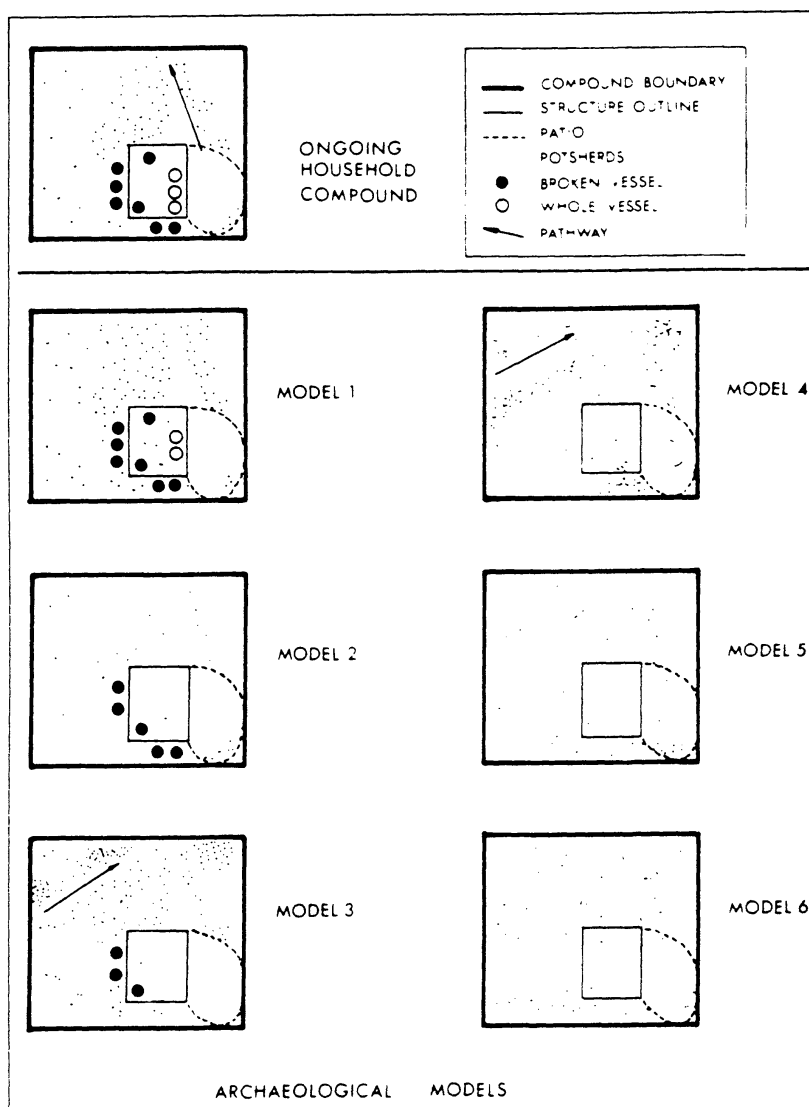 ONGOING
HOUSEHOLD
COMPOUND
COMPOUND BOUNDARY
STRUCTURE OUTLINE
PATIO
POTSHERDS
BROKEN VESSEL
WHOLE VESSEL
PATHWAY
MODEL 1
MODEL 4
MODEL 2
MODEL 5
MODEL 3
MODEL 6
ARCHAEOLOGICAL MODELS